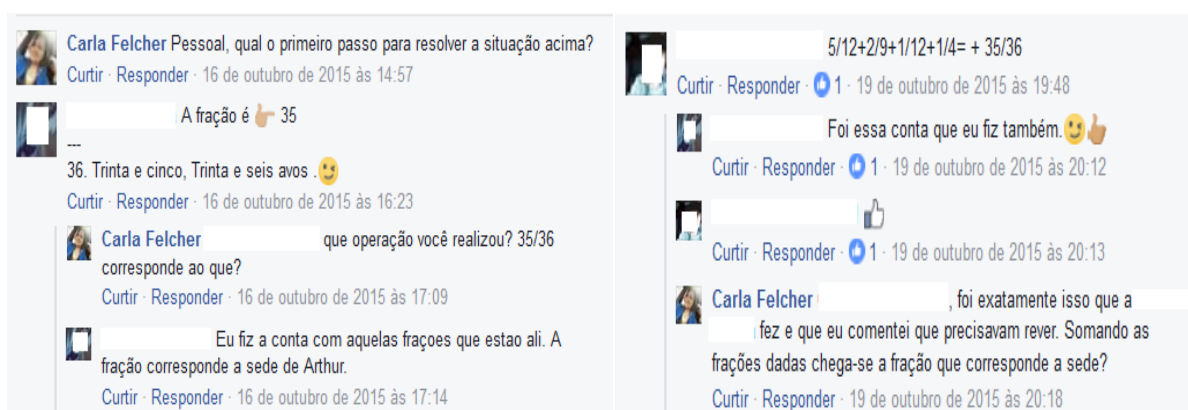 Carla Felcher Pessoal, qual o primeiro passo para resolver a situação acima?
Curtir · Responder · 16 de outubro de 2015 às 14:57
A fração é 👉 35
---
36. Trinta e cinco, Trinta e seis avos . 😉
Curtir · Responder · 16 de outubro de 2015 às 16:23
Carla Felcher que operação você realizou? 35/36
corresponde ao que?
Curtir · Responder · 16 de outubro de 2015 às 17:09
Eu fiz a conta com aquelas fraçoes que estao ali. A
fração corresponde a sede de Arthur.
Curtir · Responder · 16 de outubro de 2015 às 17:14
5/12+2/9+1/12+1/4= + 35/36
Curtir · Responder · 1 · 19 de outubro de 2015 às 19:48
Foi essa conta que eu fiz também. 😉👍
Curtir · Responder · 1 · 19 de outubro de 2015 às 20:12
Curtir · Responder · 1 · 19 de outubro de 2015 às 20:13
Carla Felcher , foi exatamente isso que a
fez e que eu comentei que precisavam rever. Somando as
frações dadas chega-se a fração que corresponde a sede?
Curtir · Responder · 19 de outubro de 2015 às 20:18